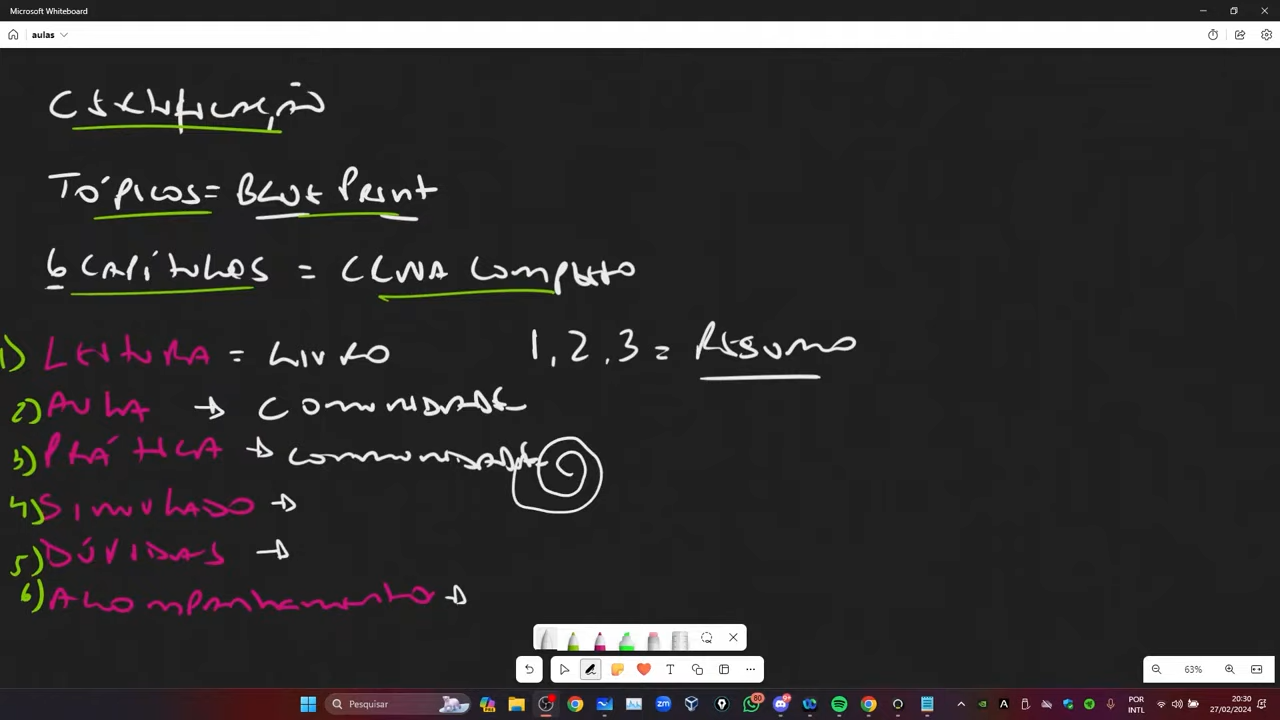 Microsoft Whiteboard
aulas
Certificação
Tópicos = Blue Print
6 Capítulos = CCNA Completo
1) Leitura = Livro
1, 2, 3 = Resumo
2) Aula → Comunidade
3) Prática → Comunidade
4) Simulado →
5) Dúvidas →
6) Acompanhamento →
63%
Pesquisar
80
POR
INTL
20:30
27/02/2024